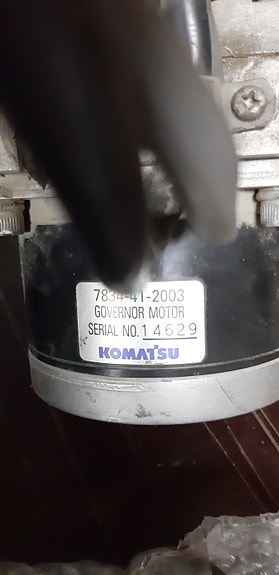 7834-41-2003
GOVERNOR MOTOR
SERIAL NO.14629
KOMATSU